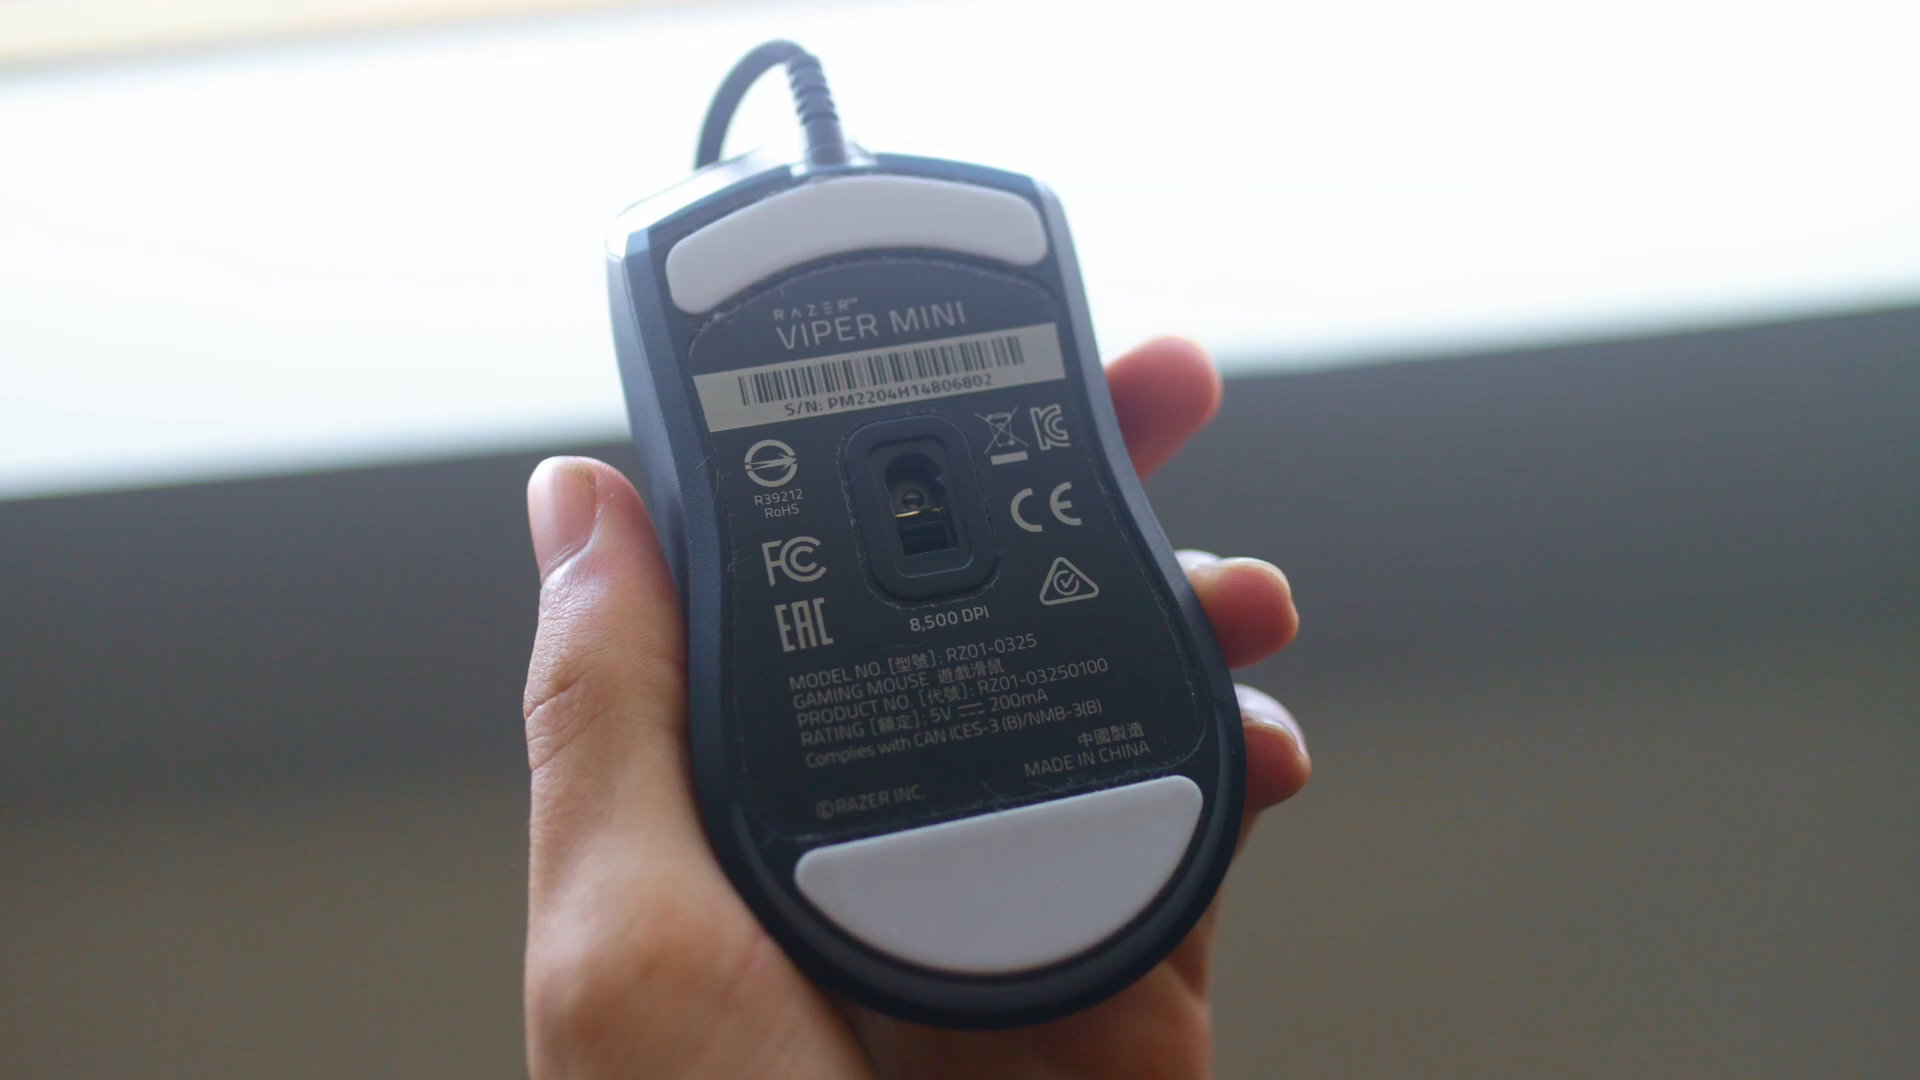 RAZER™
VIPER MINI
S/N: PM2204H14806802
R39212
RoHS
FC
CE
EAC
8,500 DPI
MODEL NO. [型號]: RZ01-0325
GAMING MOUSE 遊戲滑鼠
PRODUCT NO. [代號]: RZ01-03250100
RATING [額定]: 5V ⎓ 200mA
Complies with CAN ICES-3 (B)/NMB-3(B)
中國製造
MADE IN CHINA
©RAZER INC.